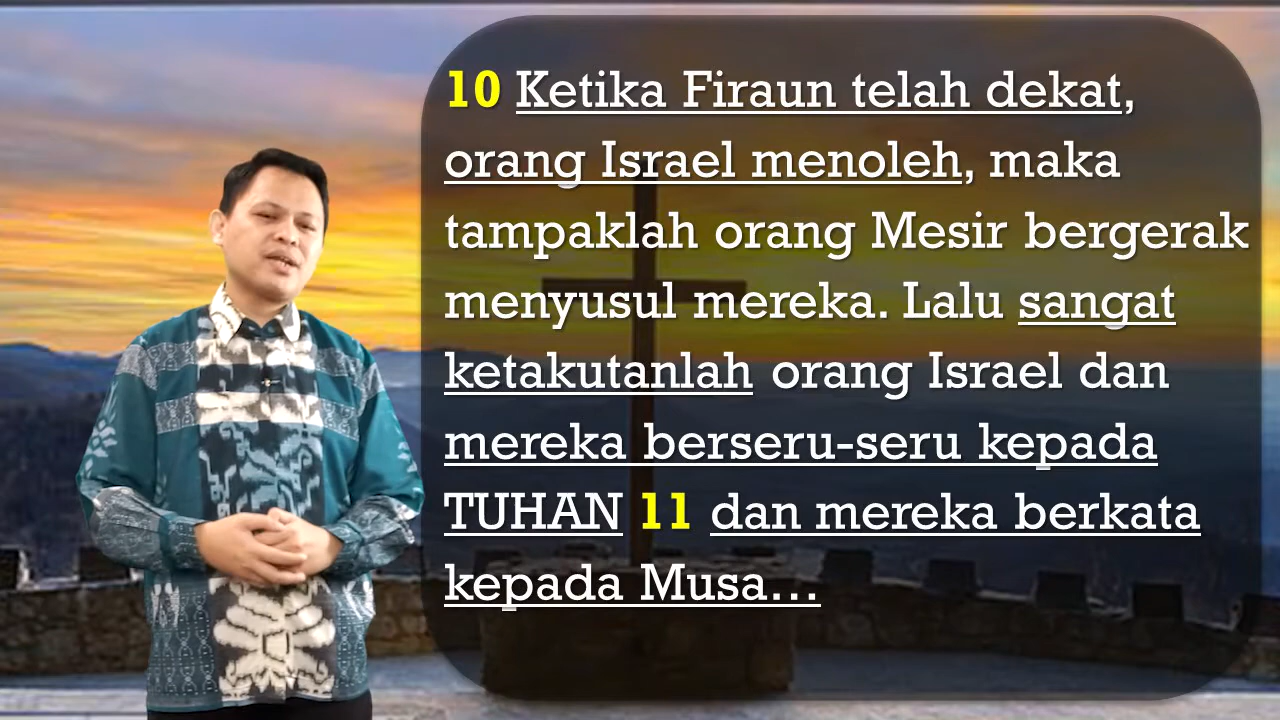 10 Ketika Firaun telah dekat,
orang Israel menoleh, maka
tampaklah orang Mesir bergerak
menyusul mereka. Lalu sangat
ketakutanlah orang Israel dan
mereka berseru-seru kepada
TUHAN 11 dan mereka berkata
kepada Musa...